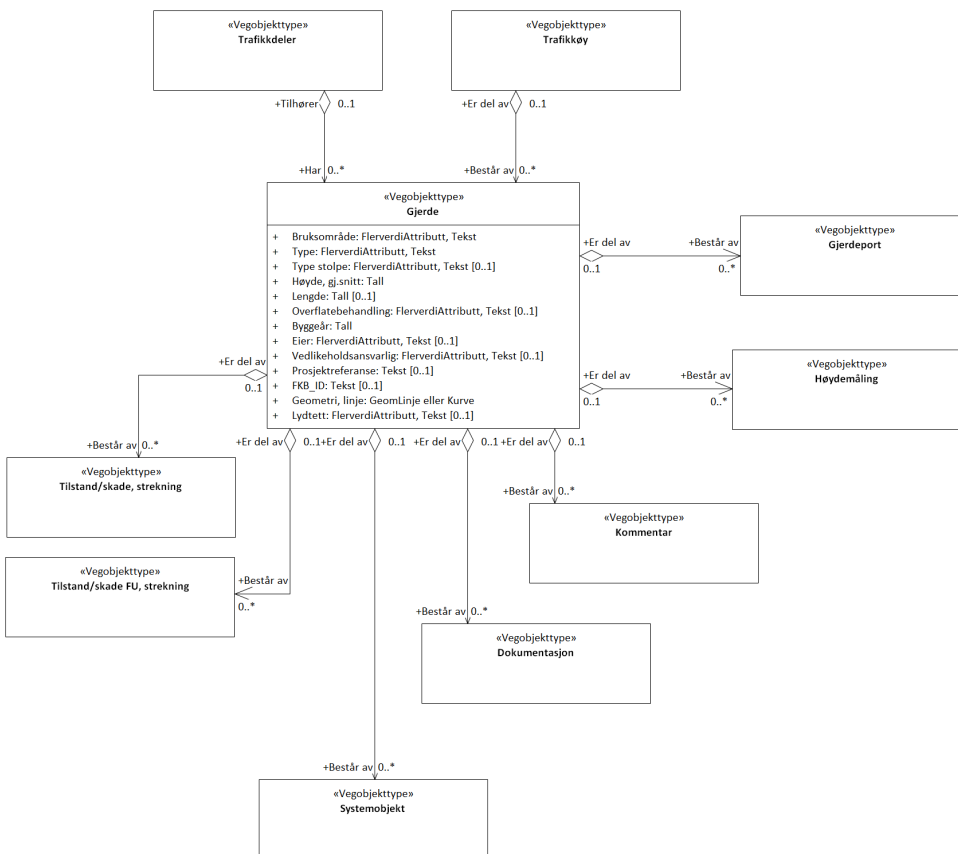 «Vegobjekttype»
Trafikkdeler
«Vegobjekttype»
Trafikkøy
+Tilhører 0..1
+Er del av 0..1
+Har 0..*
+Består av 0..*
«Vegobjekttype»
Gjerde
+ Bruksområde: FlerverdiAttributt, Tekst
+ Type: FlerverdiAttributt, Tekst
+ Type stolpe: FlerverdiAttributt, Tekst [0..1]
+ Høyde, gj.snitt: Tall
+ Lengde: Tall [0..1]
+ Overflatebehandling: FlerverdiAttributt, Tekst [0..1]
+ Byggeår: Tall
+ Eier: FlerverdiAttributt, Tekst [0..1]
+ Vedlikeholdsansvarlig: FlerverdiAttributt, Tekst [0..1]
+ Prosjektreferanse: Tekst [0..1]
+ FKB_ID: Tekst [0..1]
+ Geometri, linje: GeomLinje eller Kurve
+ Lydtett: FlerverdiAttributt, Tekst [0..1]
+Er del av
0..1
+Består av
0..*
«Vegobjekttype»
Gjerdeport
+Er del av
0..1
+Består av
0..*
«Vegobjekttype»
Høydemåling
+Er del av
0..1
+Består av 0..*
«Vegobjekttype»
Tilstand/skade, strekning
+Er del av 0..1
+Er del av 0..1
+Er del av 0..1
+Er del av 0..1
+Består av 0..*
«Vegobjekttype»
Kommentar
+Består av
0..*
«Vegobjekttype»
Tilstand/skade FU, strekning
+Består av 0..*
«Vegobjekttype»
Dokumentasjon
+Består av 0..*
«Vegobjekttype»
Systemobjekt